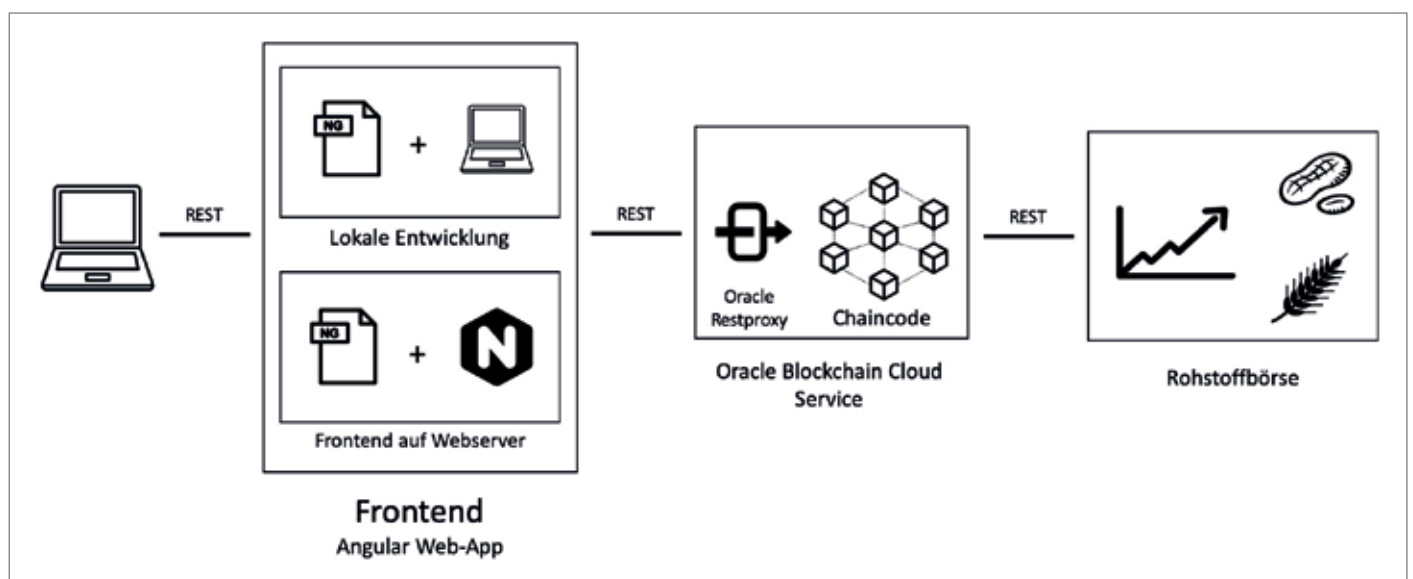 REST
NG
+
Lokale Entwicklung
NG
+
N
Frontend auf Webserver
Frontend
Angular Web-App
REST
Oracle
Restproxy
Chaincode
Oracle Blockchain Cloud
Service
REST
Rohstoffbörse